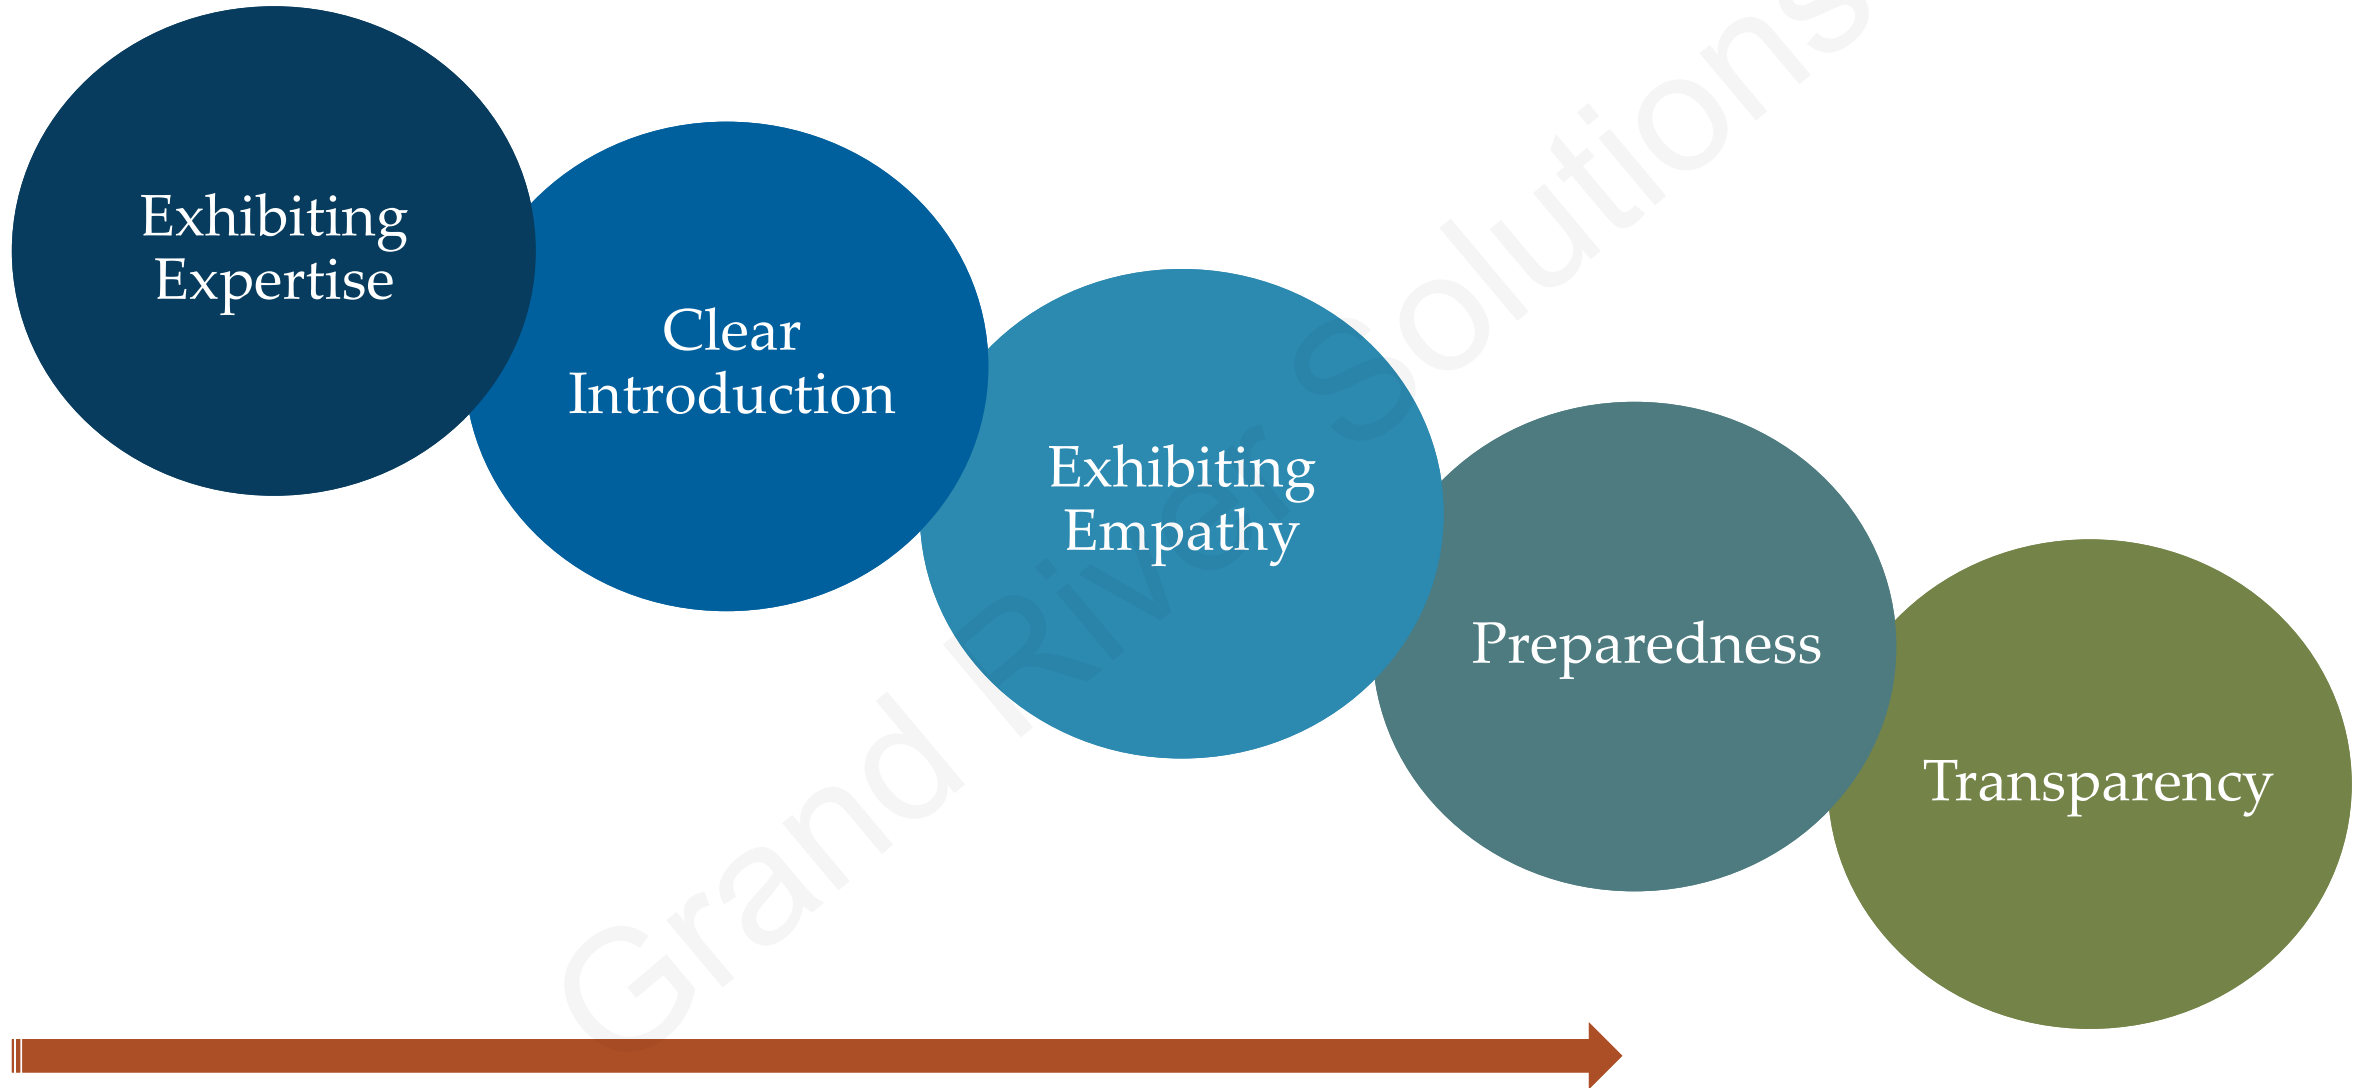 Exhibiting
Expertise
Clear
Introduction
Exhibiting
Empathy
Preparedness
Transparency
Grand River Solutions